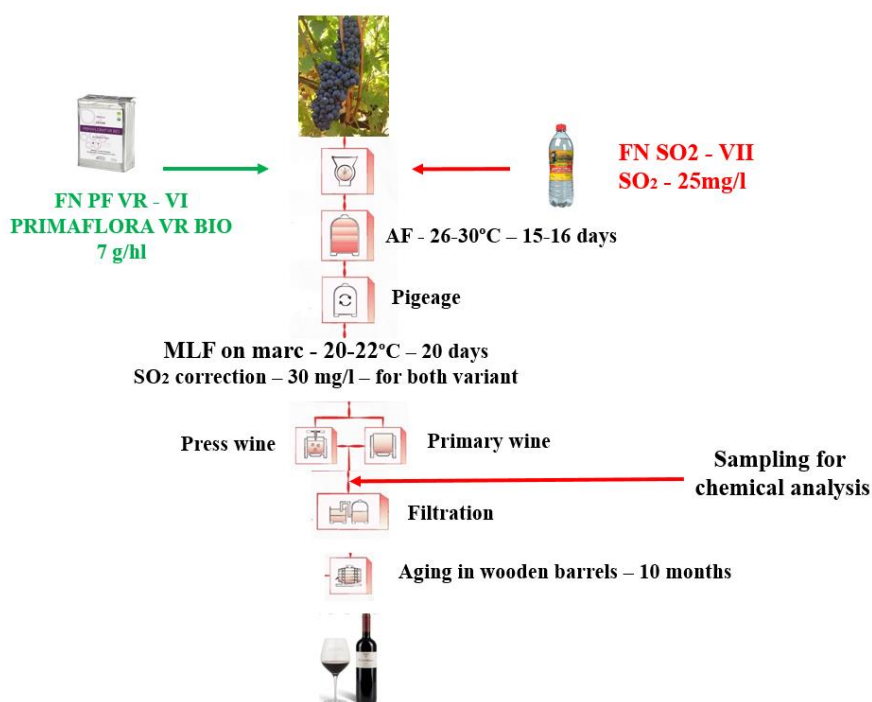 FN PF VR - VI
PRIMAFLORA VR BIO
7 g/hl
FN SO2 - VII
SO₂ - 25mg/l
AF - 26-30ºC – 15-16 days
Pigeage
MLF on marc - 20-22ºC – 20 days
SO₂ correction – 30 mg/l – for both variant
Press wine
Primary wine
Sampling for
chemical analysis
Filtration
Aging in wooden barrels – 10 months